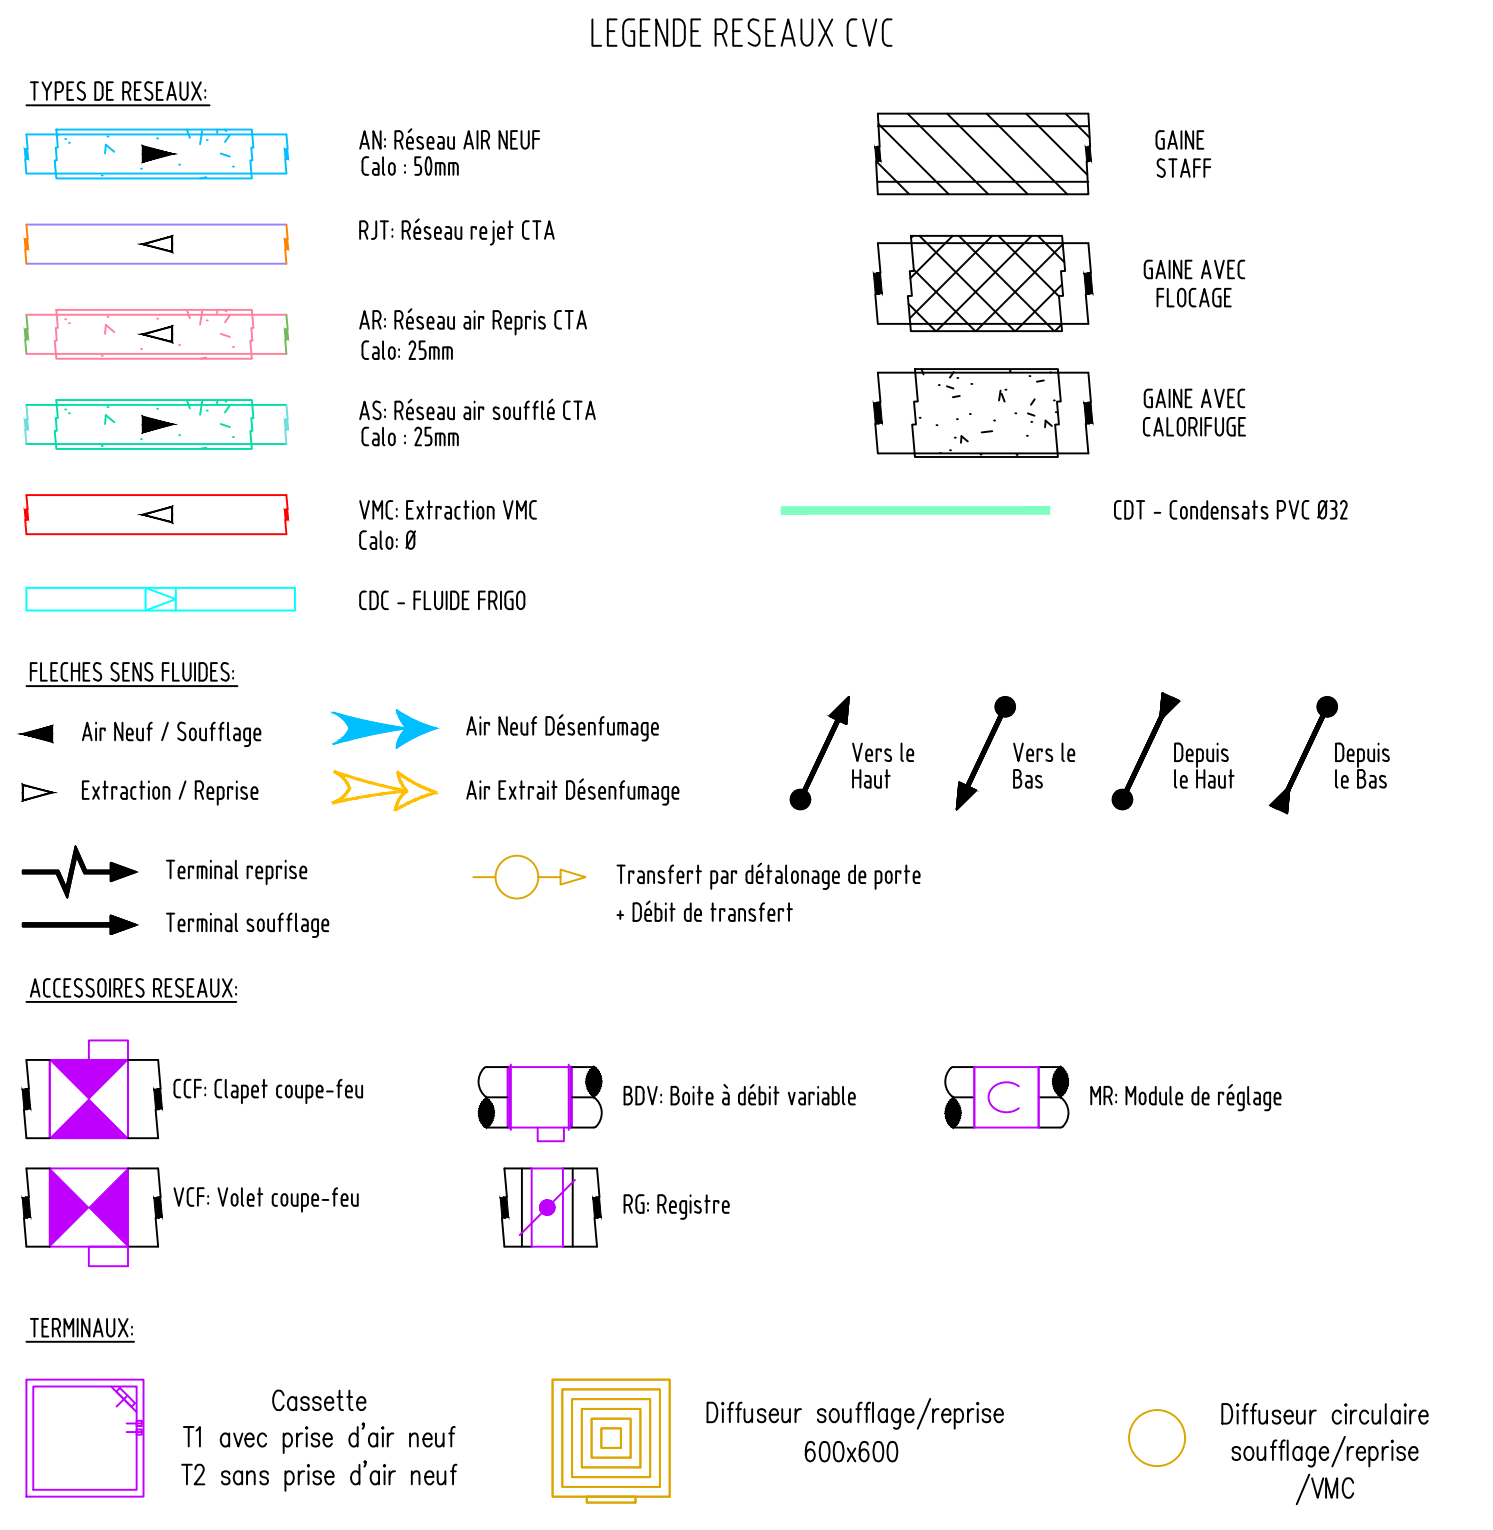 LEGENDE RESEAUX CVC
TYPES DE RESEAUX:
AN: Réseau AIR NEUF
Calo : 50mm
RJT: Réseau rejet CTA
AR: Réseau air Repris CTA
Calo: 25mm
AS: Réseau air soufflé CTA
Calo : 25mm
VMC: Extraction VMC
Calo: Ø
CDC - FLUIDE FRIGO
GAINE
STAFF
GAINE AVEC
FLOCAGE
GAINE AVEC
CALORIFUGE
CDT - Condensats PVC Ø32
FLECHES SENS FLUIDES:
Air Neuf / Soufflage
Extraction / Reprise
Air Neuf Désenfumage
Air Extrait Désenfumage
Vers le
Haut
Vers le
Bas
Depuis
le Haut
Depuis
le Bas
Terminal reprise
Terminal soufflage
Transfert par détalonage de porte
+ Débit de transfert
ACCESSOIRES RESEAUX:
CCF: Clapet coupe-feu
BDV: Boite à débit variable
MR: Module de réglage
VCF: Volet coupe-feu
RG: Registre
TERMINAUX:
Cassette
T1 avec prise d'air neuf
T2 sans prise d'air neuf
Diffuseur soufflage/reprise
600x600
Diffuseur circulaire
soufflage/reprise
/VMC